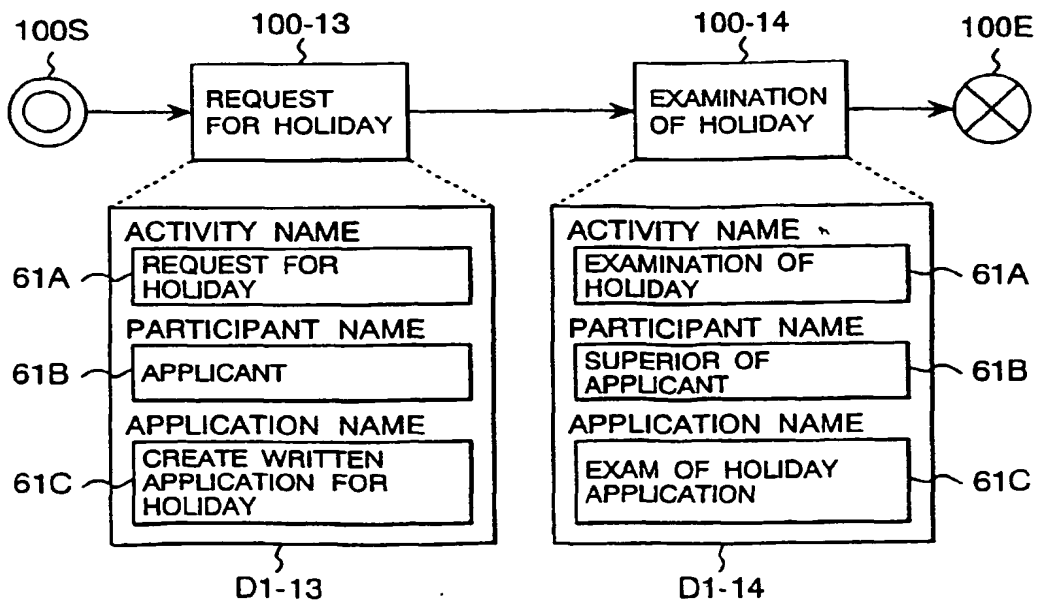 100S
100-13
100-14
100E
REQUEST
FOR HOLIDAY
EXAMINATION
OF HOLIDAY
ACTIVITY NAME
61A
REQUEST FOR
HOLIDAY
PARTICIPANT NAME
61B
APPLICANT
APPLICATION NAME
61C
CREATE WRITTEN
APPLICATION FOR
HOLIDAY
D1-13
ACTIVITY NAME
EXAMINATION OF
HOLIDAY
61A
PARTICIPANT NAME
SUPERIOR OF
APPLICANT
61B
APPLICATION NAME
EXAM OF HOLIDAY
APPLICATION
61C
D1-14